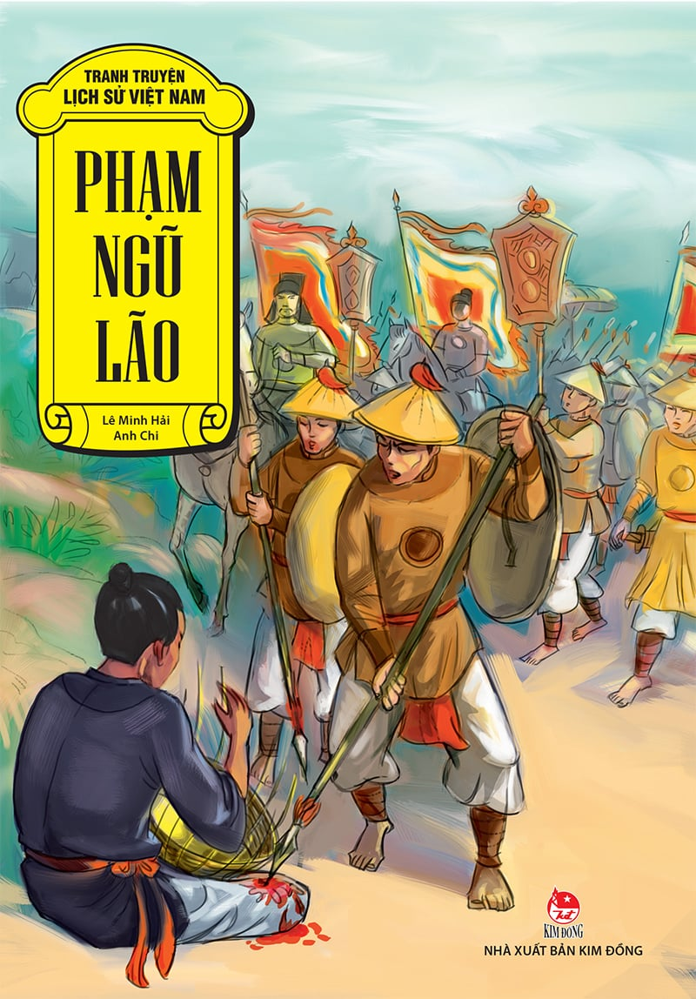 TRANH TRUYỆN
LỊCH SỬ VIỆT NAM
PHẠM
NGŨ
LÃO
Lê Minh Hải
Anh Chi
KIM ĐỒNG
NHÀ XUẤT BẢN KIM ĐỒNG